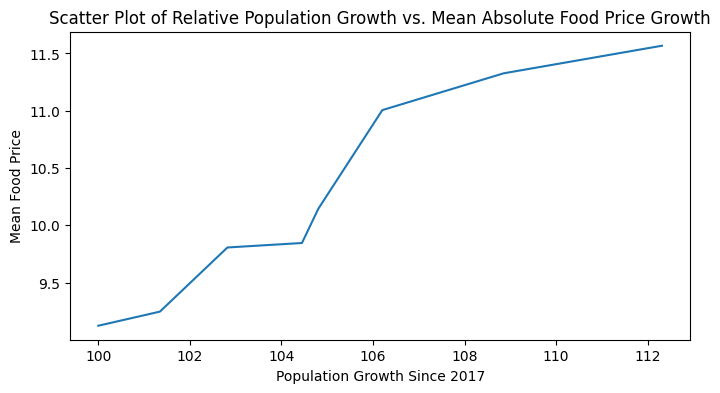 Scatter Plot of Relative Population Growth vs. Mean Absolute Food Price Growth
11.5
11.0
10.5
10.0
9.5
Mean Food Price
100 102 104 106 108 110 112
Population Growth Since 2017